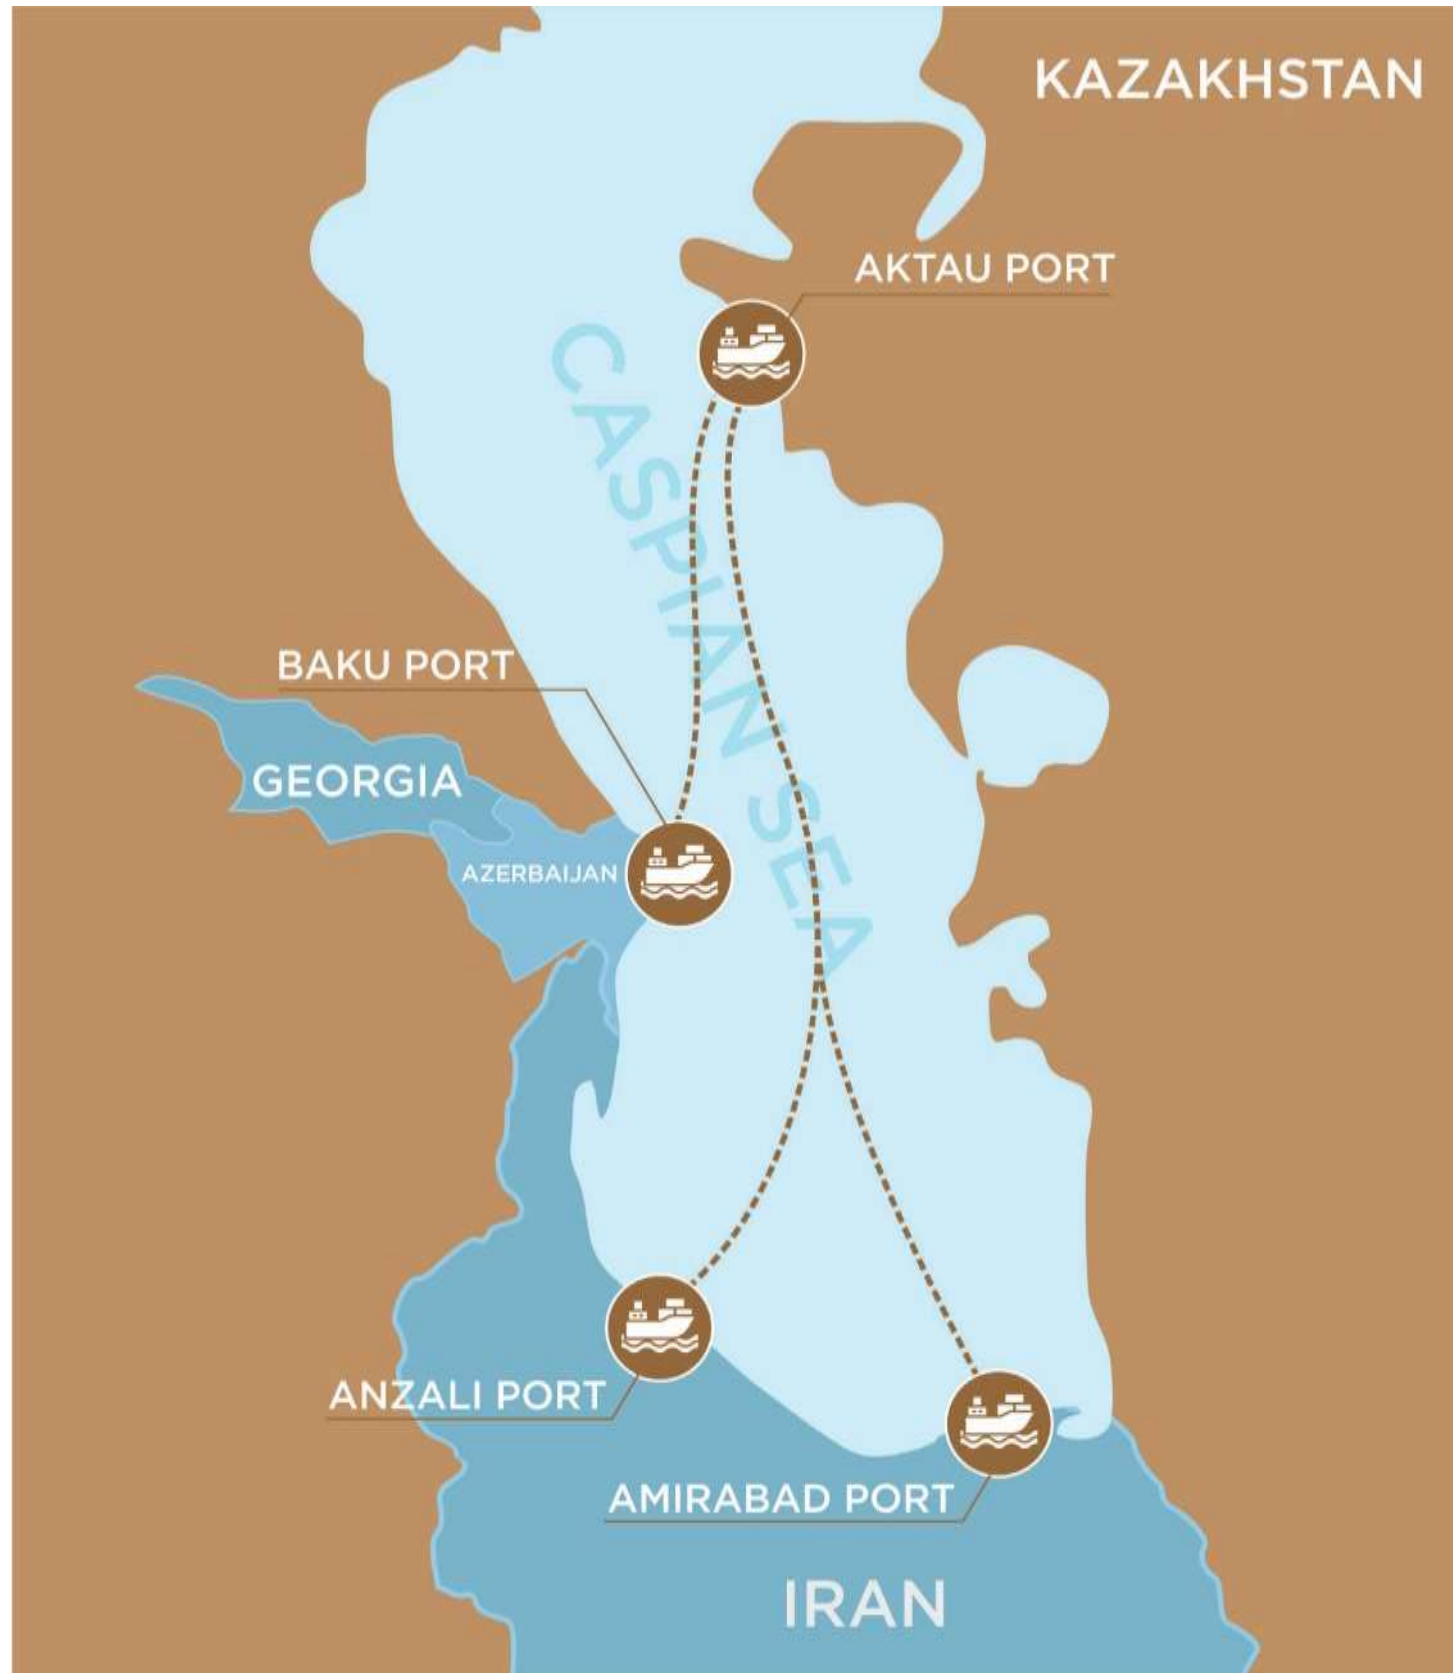 KAZAKHSTAN
AKTAU PORT
CASPIAN SEA
BAKU PORT
GEORGIA
AZERBAIJAN
ANZALI PORT
AMIRABAD PORT
IRAN